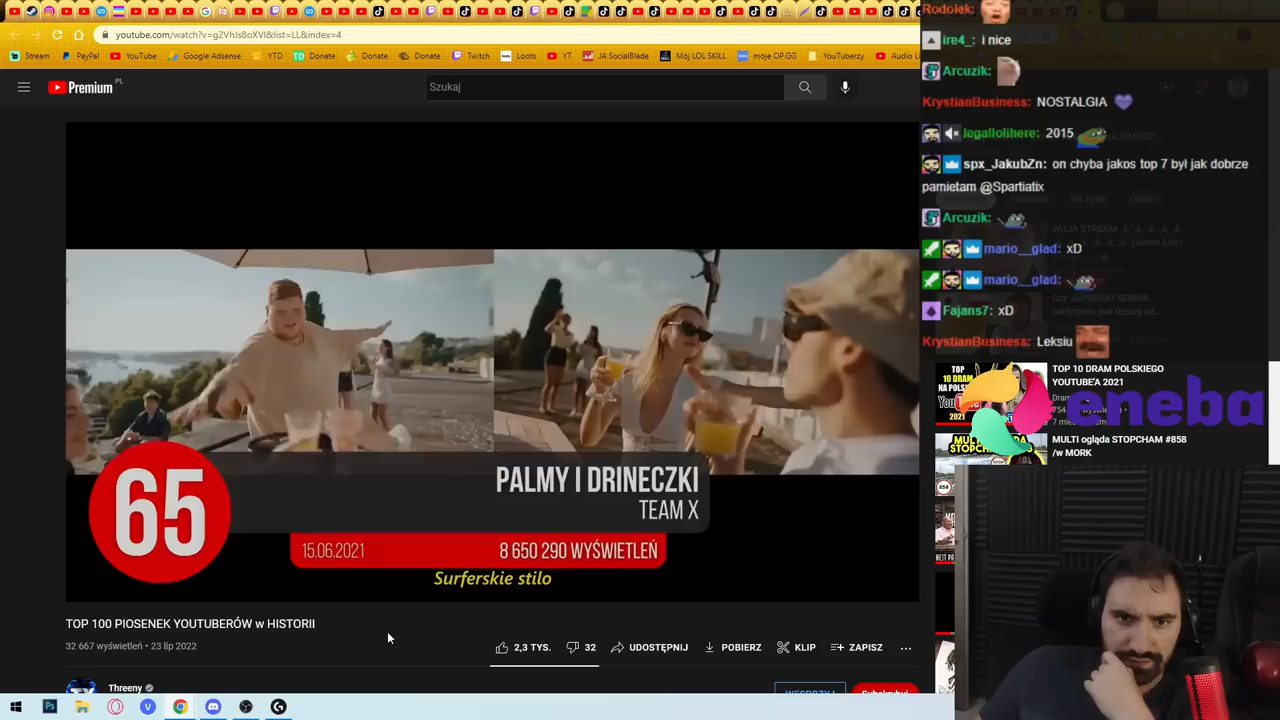 youtube.com/watch?v=g2VhJs8oXVI&list=LL&index=4
Stream PayPal YouTube Google Adsense YTD Donate Donate Donate Twitch Loots YT JA SocialBlade Mój LOL SKILL moje OP.GG YouTuberzy Audio Li
Premium PL
Szukaj
65
PALMY I DRINECZKI
TEAM X
15.06.2021 8 650 290 WYŚWIETLEŃ
Surferskie stilo
TOP 100 PIOSENEK YOUTUBERÓW w HISTORII
32 667 wyświetleń • 23 lip 2022
2,3 TYS. 32 UDOSTĘPNIJ POBIERZ KLIP ZAPISZ
Threeny
WESPRZYJ Subskrybuj
Rodolek:
ire4_: i nice
Arcuzik:
KrystianBusiness: NOSTALGIA
legallolihere: 2015
spx_JakubZn: on chyba jakos top 7 był jak dobrze
pamietam @Spartiatix
Arcuzik:
mario__glad: xD
mario__glad:
Fajans7: xD
KrystianBusiness: Leksiu
TOP 10 DRAM POLSKIEGO
YOUTUBE'A 2021
eneba
MULTI ogląda STOPCHAM #858
/w MORK